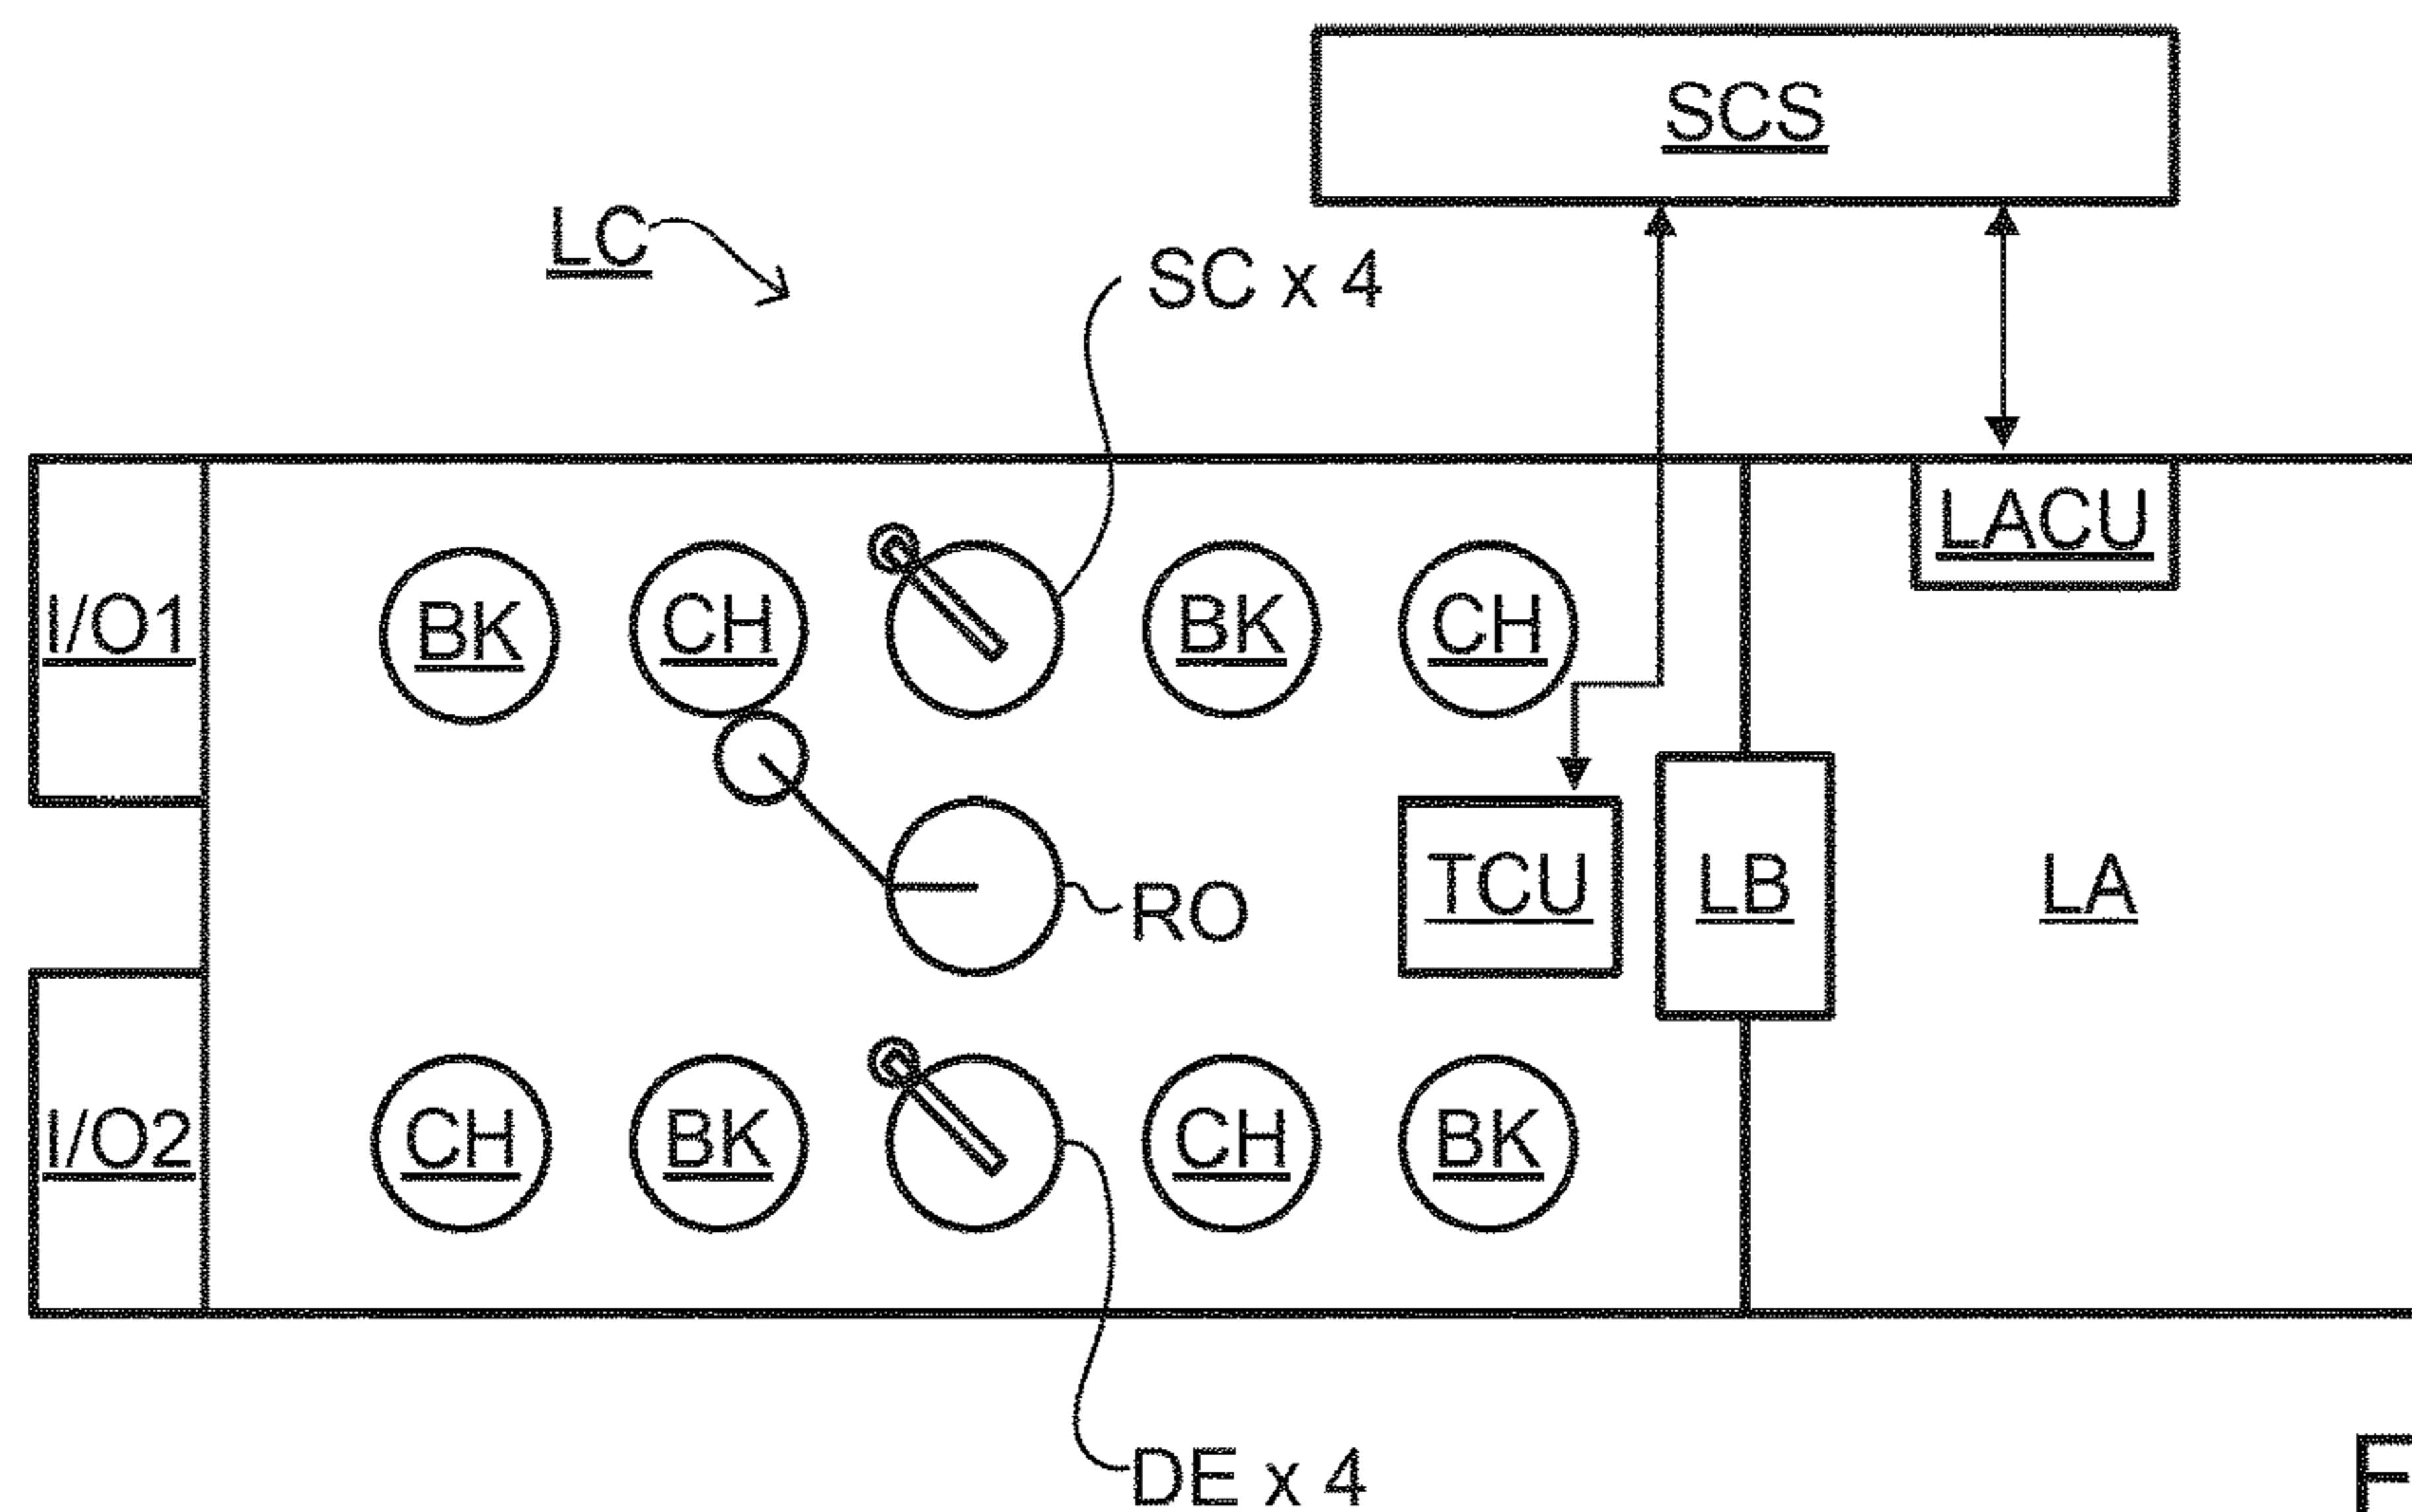 SCS
LC
SC x 4
LACU
I/O1
BK
CH
BK
CH
RO
TCU
LB
LA
I/O2
CH
BK
CH
BK
DE x 4
F